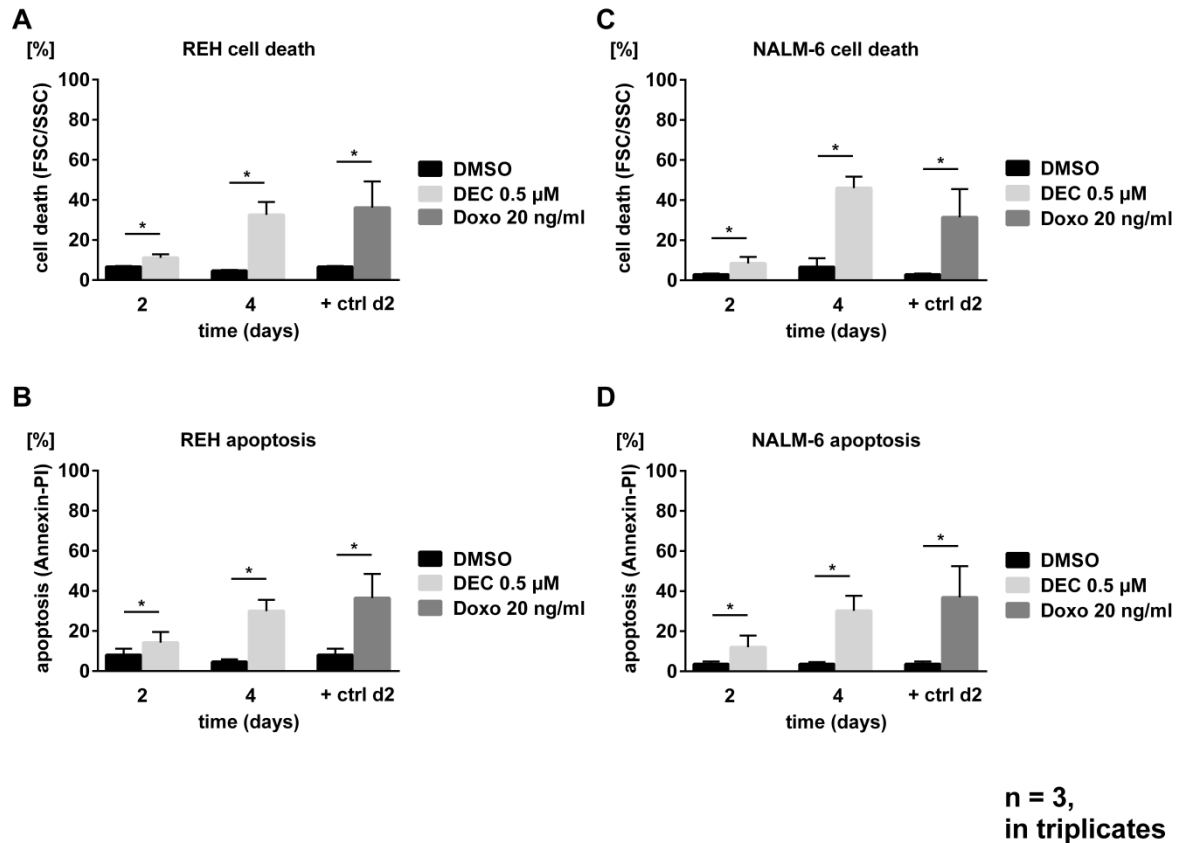 A
[%]
REH cell death
cell death (FSC/SSC)
100
80
60
40
20
0
*
*
*
2
4
+ ctrl d2
time (days)
DMSO
DEC 0.5 µM
Doxo 20 ng/ml
C
[%]
NALM-6 cell death
cell death (FSC/SSC)
100
80
60
40
20
0
*
*
*
2
4
+ ctrl d2
time (days)
DMSO
DEC 0.5 µM
Doxo 20 ng/ml
B
[%]
REH apoptosis
apoptosis (Annexin-PI)
100
80
60
40
20
0
*
*
*
2
4
+ ctrl d2
time (days)
DMSO
DEC 0.5 µM
Doxo 20 ng/ml
D
[%]
NALM-6 apoptosis
apoptosis (Annexin-PI)
100
80
60
40
20
0
*
*
*
2
4
+ ctrl d2
time (days)
DMSO
DEC 0.5 µM
Doxo 20 ng/ml
n = 3,
in triplicates